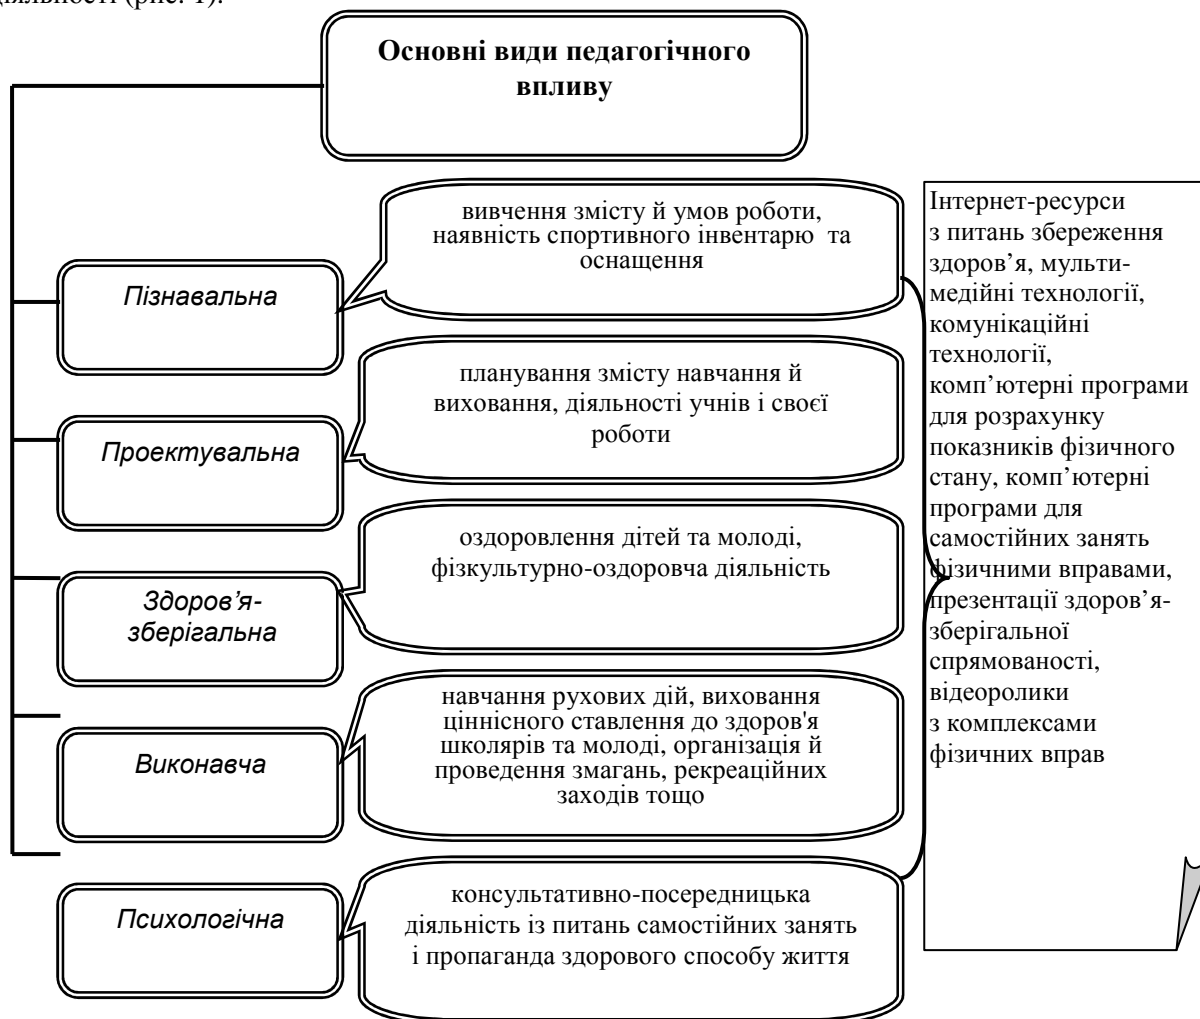 діяльності (рис. 1).
Основні види педагогічного
впливу
Пізнавальна
вивчення змісту й умов роботи,
наявність спортивного інвентарю та
оснащення
Проектувальна
планування змісту навчання й
виховання, діяльності учнів і своєї
роботи
Здоров’я-
зберігальна
оздоровлення дітей та молоді,
фізкультурно-оздоровча діяльність
Виконавча
навчання рухових дій, виховання
ціннісного ставлення до здоров'я
школярів та молоді, організація й
проведення змагань, рекреаційних
заходів тощо
Психологічна
консультативно-посередницька
діяльність із питань самостійних занять
і пропаганда здорового способу життя
Інтернет-ресурси
з питань збереження
здоров’я, мульти-
медійні технології,
комунікаційні
технології,
комп’ютерні програми
для розрахунку
показників фізичного
стану, комп’ютерні
програми для
самостійних занять
фізичними вправами,
презентації здоров’я-
зберігальної
спрямованості,
відеоролики
з комплексами
фізичних вправ